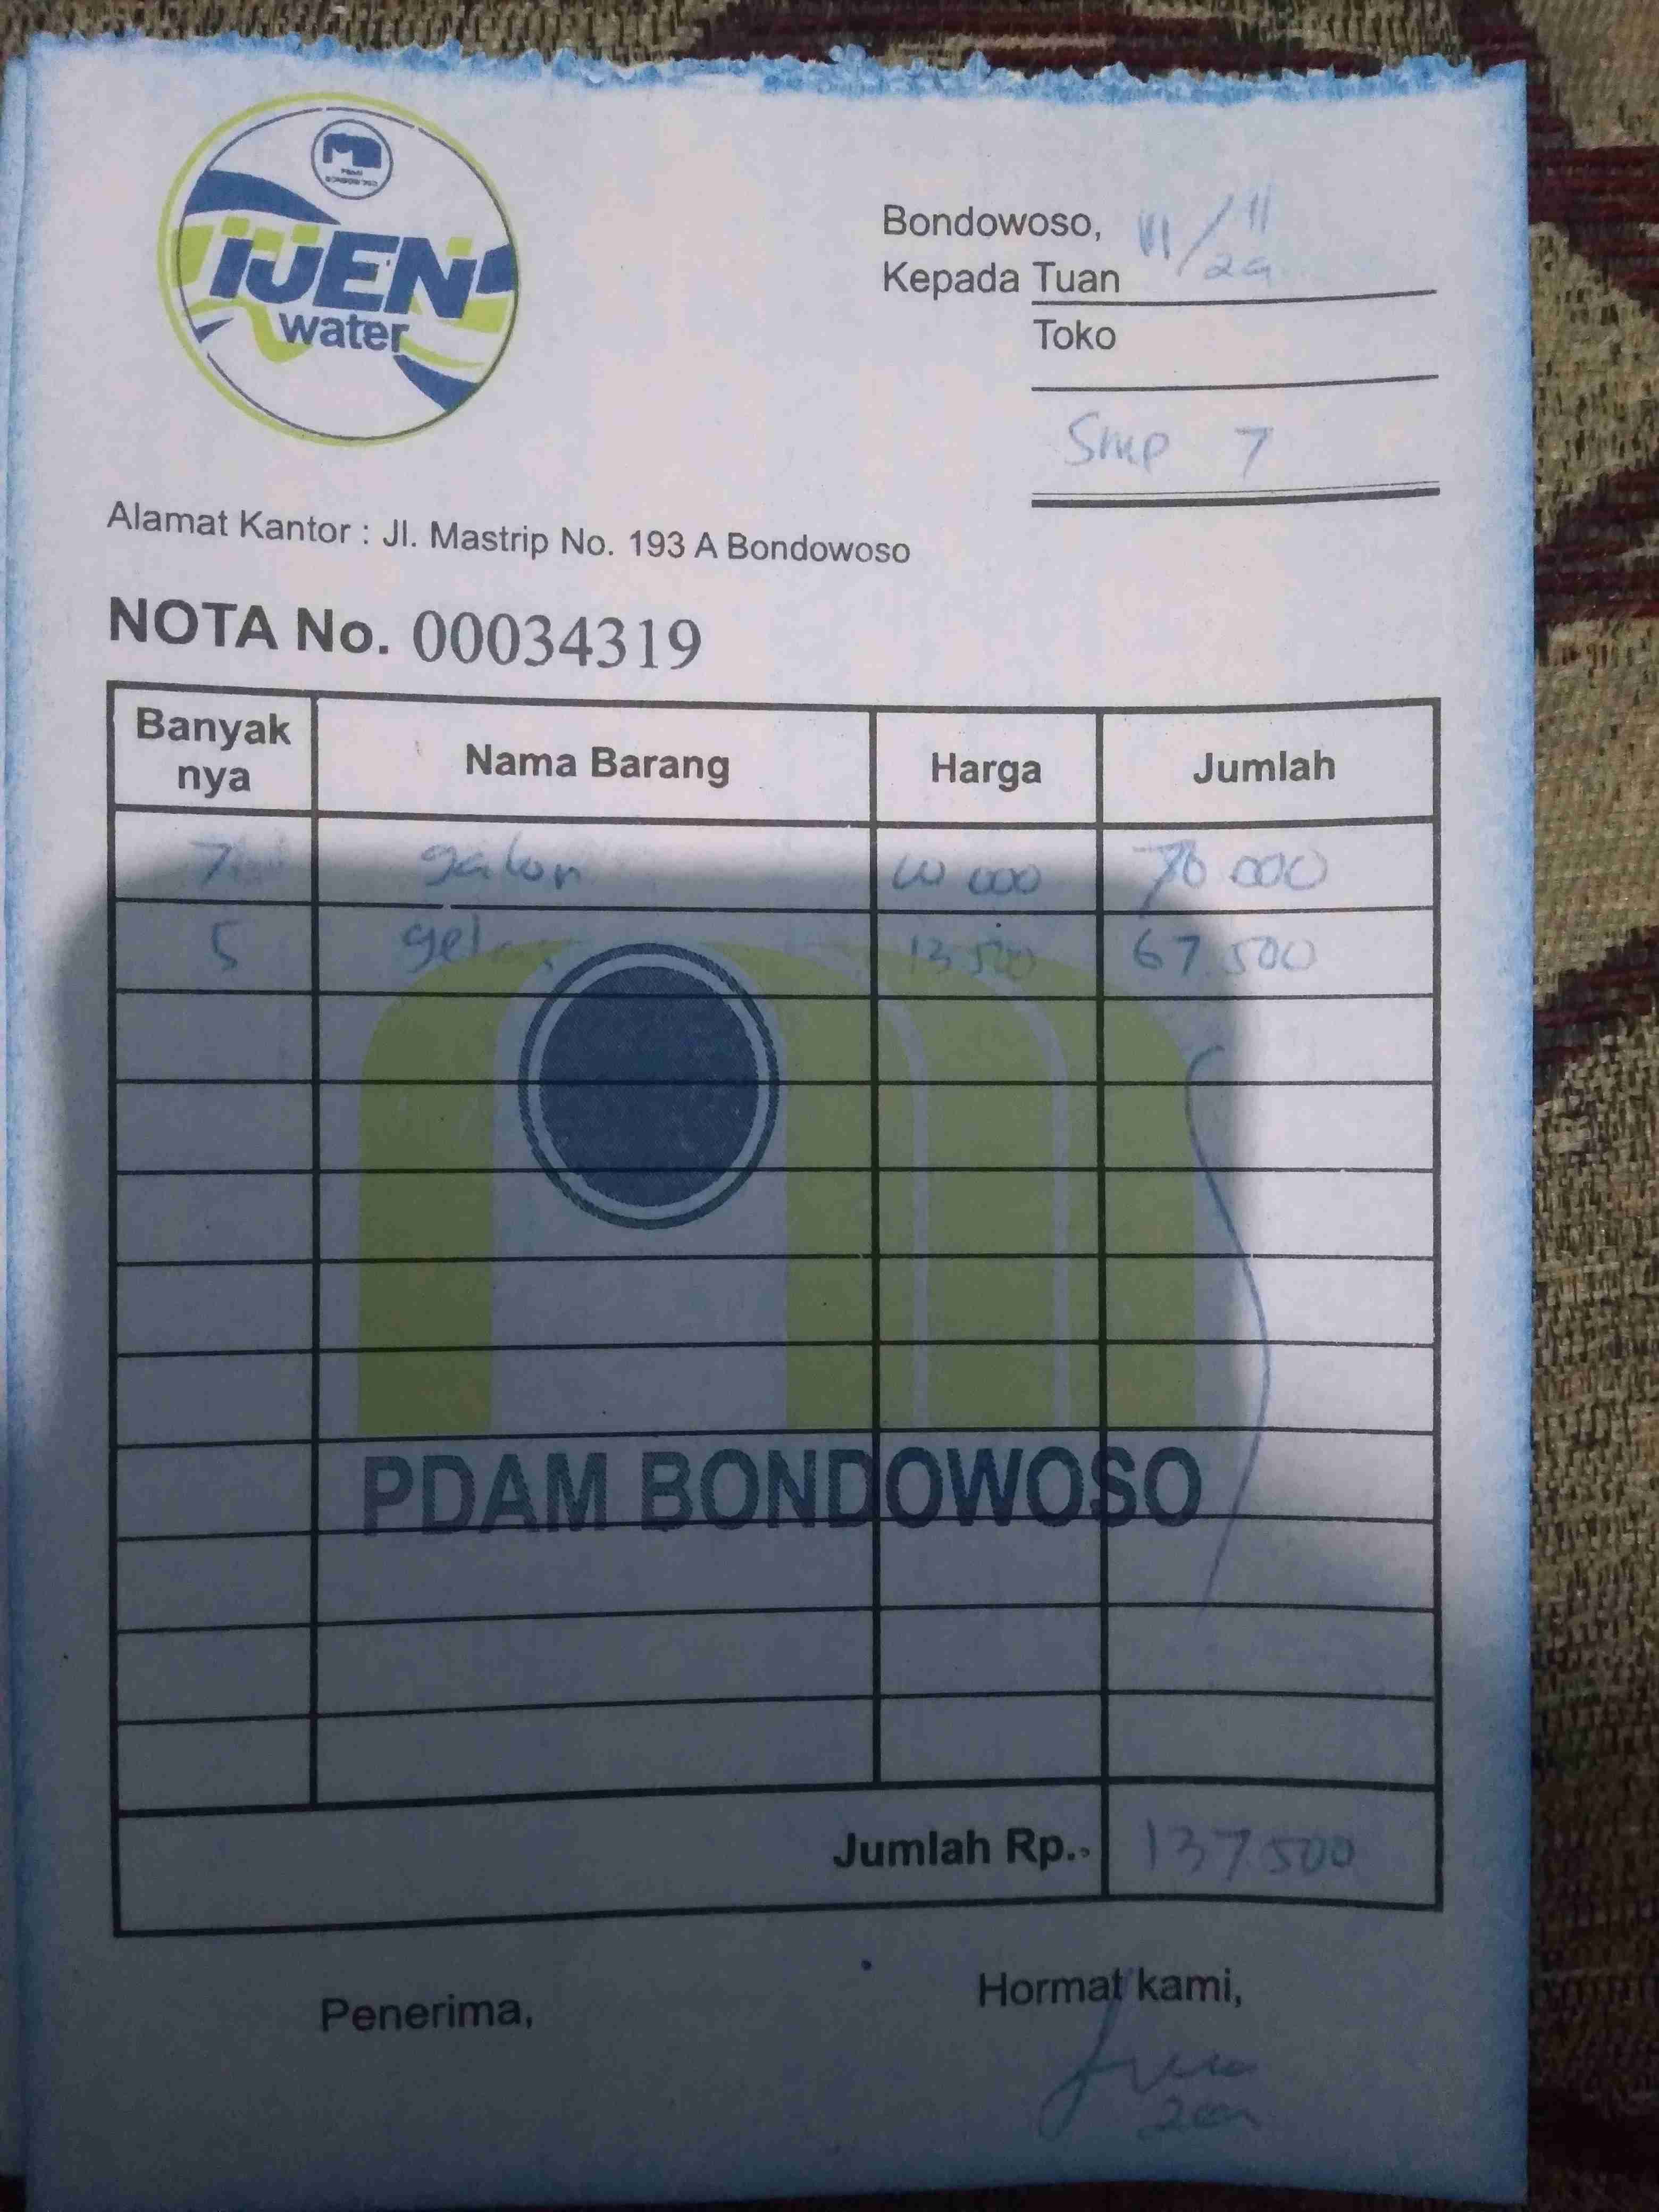 PDAM
BONDOWOSO
IJEN
water
Bondowoso, 11/11
Kepada Tuan
Toko
Smp 7
Alamat Kantor : Jl. Mastrip No. 193 A Bondowoso
NOTA No. 00034319
Banyak nya Nama Barang Harga Jumlah
7 galon 10 000 70 000
5 gelas 13 500 67.500
PDAM BONDOWOSO
Jumlah Rp. 137 500
Penerima,
Hormat kami,